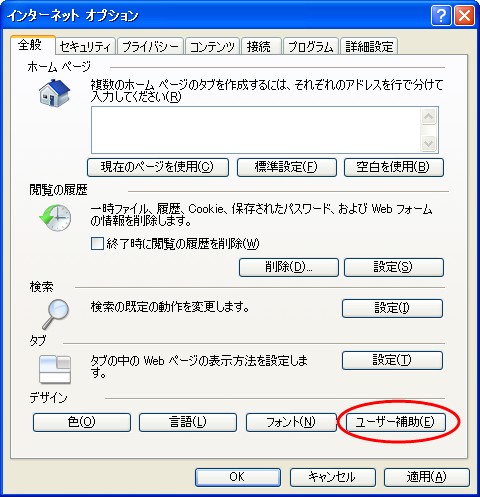 インターネット オプション
全般 セキュリティ プライバシー コンテンツ 接続 プログラム 詳細設定
ホーム ページ
複数のホーム ページのタブを作成するには、それぞれのアドレスを行で分けて
入力してください(R)
現在のページを使用(C) 標準設定(F) 空白を使用(B)
閲覧の履歴
一時ファイル、履歴、Cookie、保存されたパスワード、および Web フォーム
の情報を削除します。
終了時に閲覧の履歴を削除(W)
削除(D)... 設定(S)
検索
検索の既定の動作を変更します。 設定(I)
タブ
タブの中の Web ページの表示方法を設定しま
す。
設定(T)
デザイン
色(O) 言語(L) フォント(N) ユーザー補助(E)
OK キャンセル 適用(A)